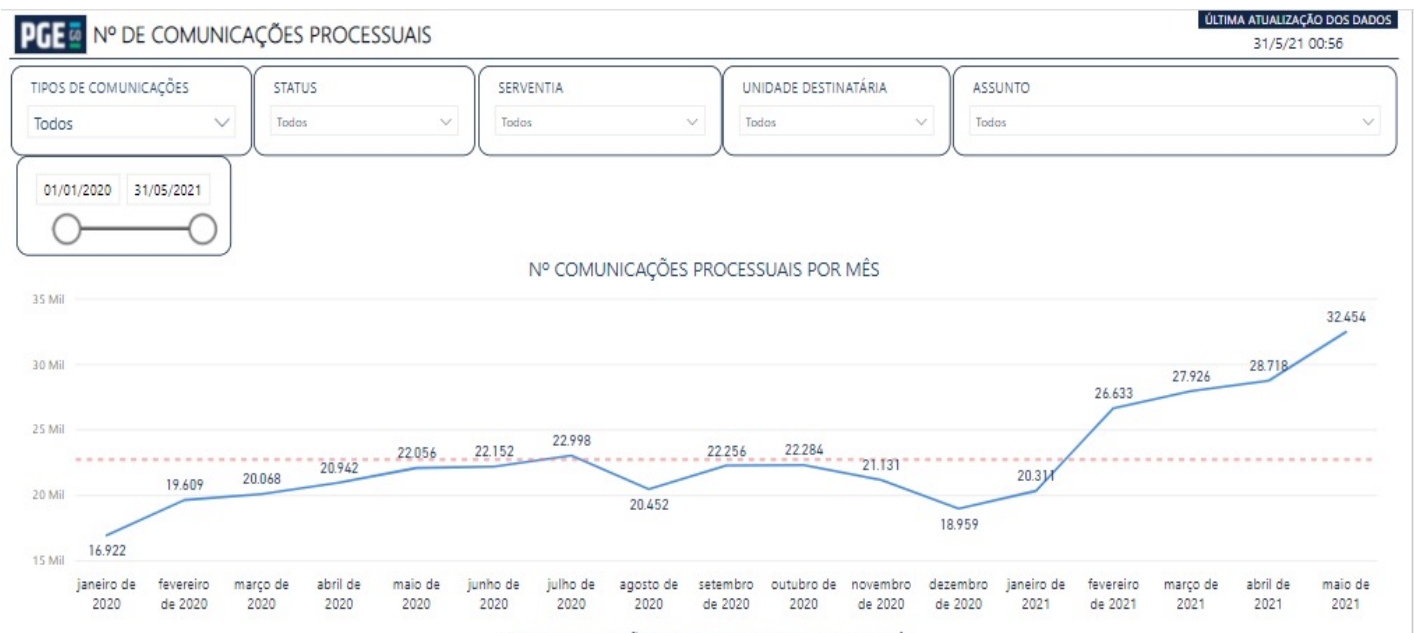 PGE GO Nº DE COMUNICAÇÕES PROCESSUAIS
ÚLTIMA ATUALIZAÇÃO DOS DADOS
31/5/21 00:56
TIPOS DE COMUNICAÇÕES
Todos
STATUS
Todos
SERVENTIA
Todos
UNIDADE DESTINATÁRIA
Todos
ASSUNTO
Todos
01/01/2020 31/05/2021
Nº COMUNICAÇÕES PROCESSUAIS POR MÊS
35 Mil
30 Mil
25 Mil
20 Mil
15 Mil
16.922
19.609
20.068
20.942
22.056
22.152
22.998
20.452
22.256
22.284
21.131
18.959
20.311
26.633
27.926
28.718
32.454
janeiro de
2020
fevereiro
de 2020
março de
2020
abril de
2020
maio de
2020
junho de
2020
julho de
2020
agosto de
2020
setembro
de 2020
outubro de
2020
novembro
de 2020
dezembro
de 2020
janeiro de
2021
fevereiro
de 2021
março de
2021
abril de
2021
maio de
2021